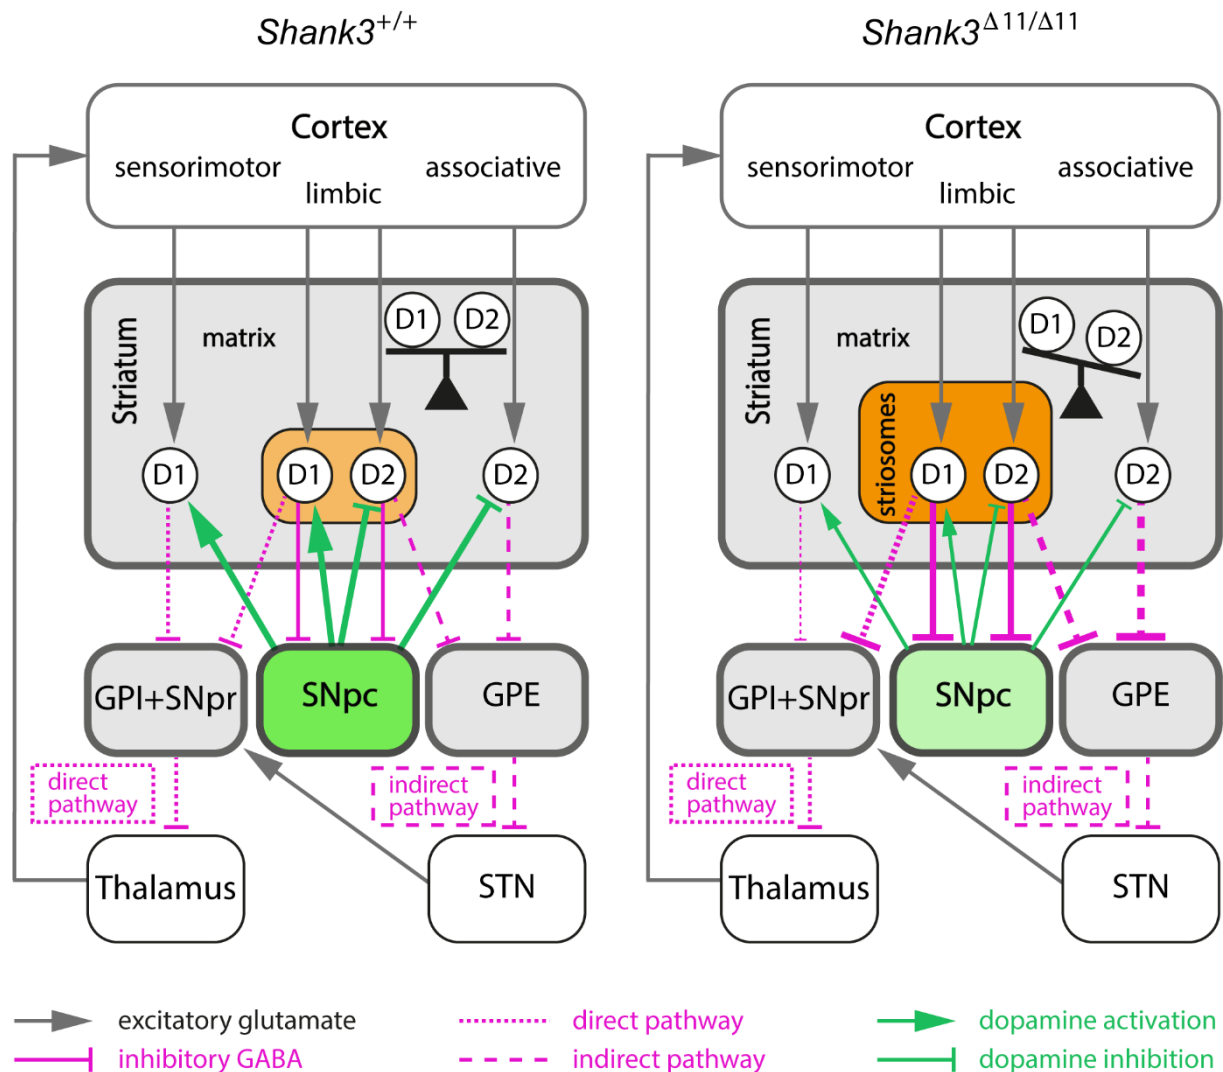 Shank3+/+
Cortex
sensorimotor
associative
limbic
Striatum
matrix
D1
D2
D1
D1
D2
D2
GPI+SNpr
SNpc
GPE
direct
pathway
indirect
pathway
Thalamus
STN
Shank3Δ11/Δ11
Cortex
sensorimotor
associative
limbic
Striatum
matrix
D1
D2
striosomes
D1
D1
D2
D2
GPI+SNpr
SNpc
GPE
direct
pathway
indirect
pathway
Thalamus
STN
excitatory glutamate
direct pathway
dopamine activation
inhibitory GABA
indirect pathway
dopamine inhibition